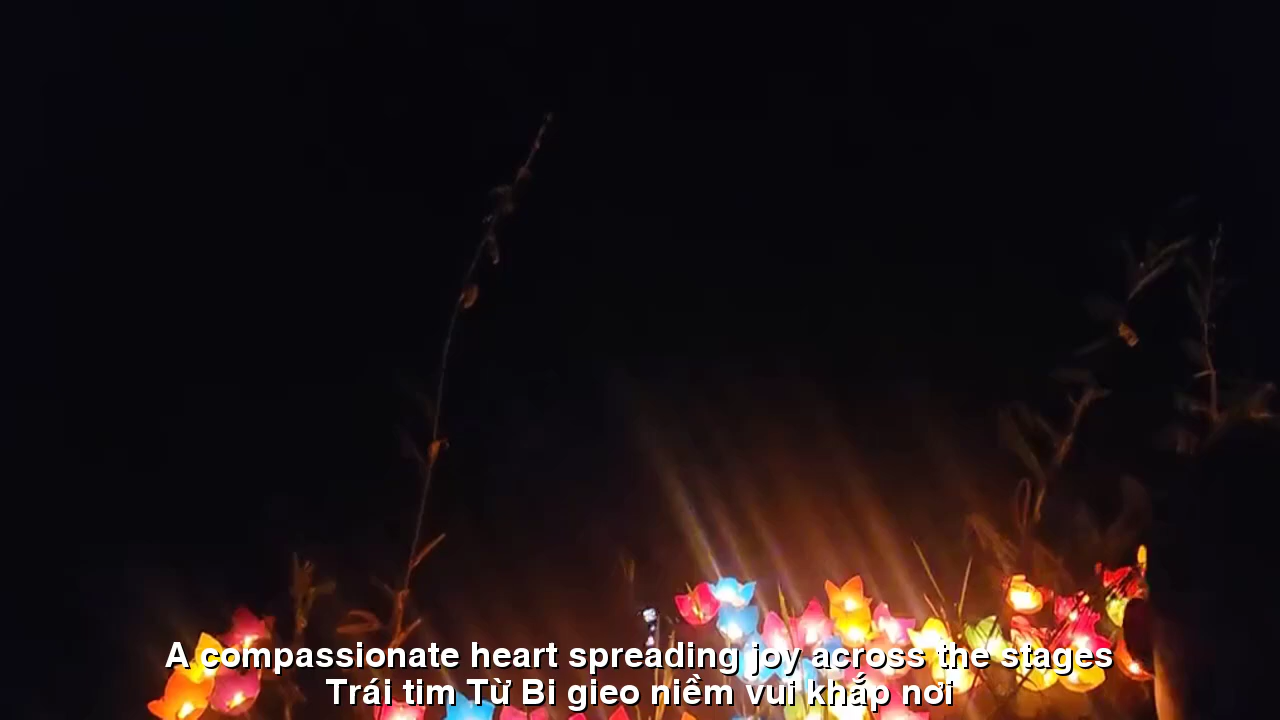 A compassionate heart spreading joy across the stages
Trái tim Từ Bi gieo niềm vui khắp nơi